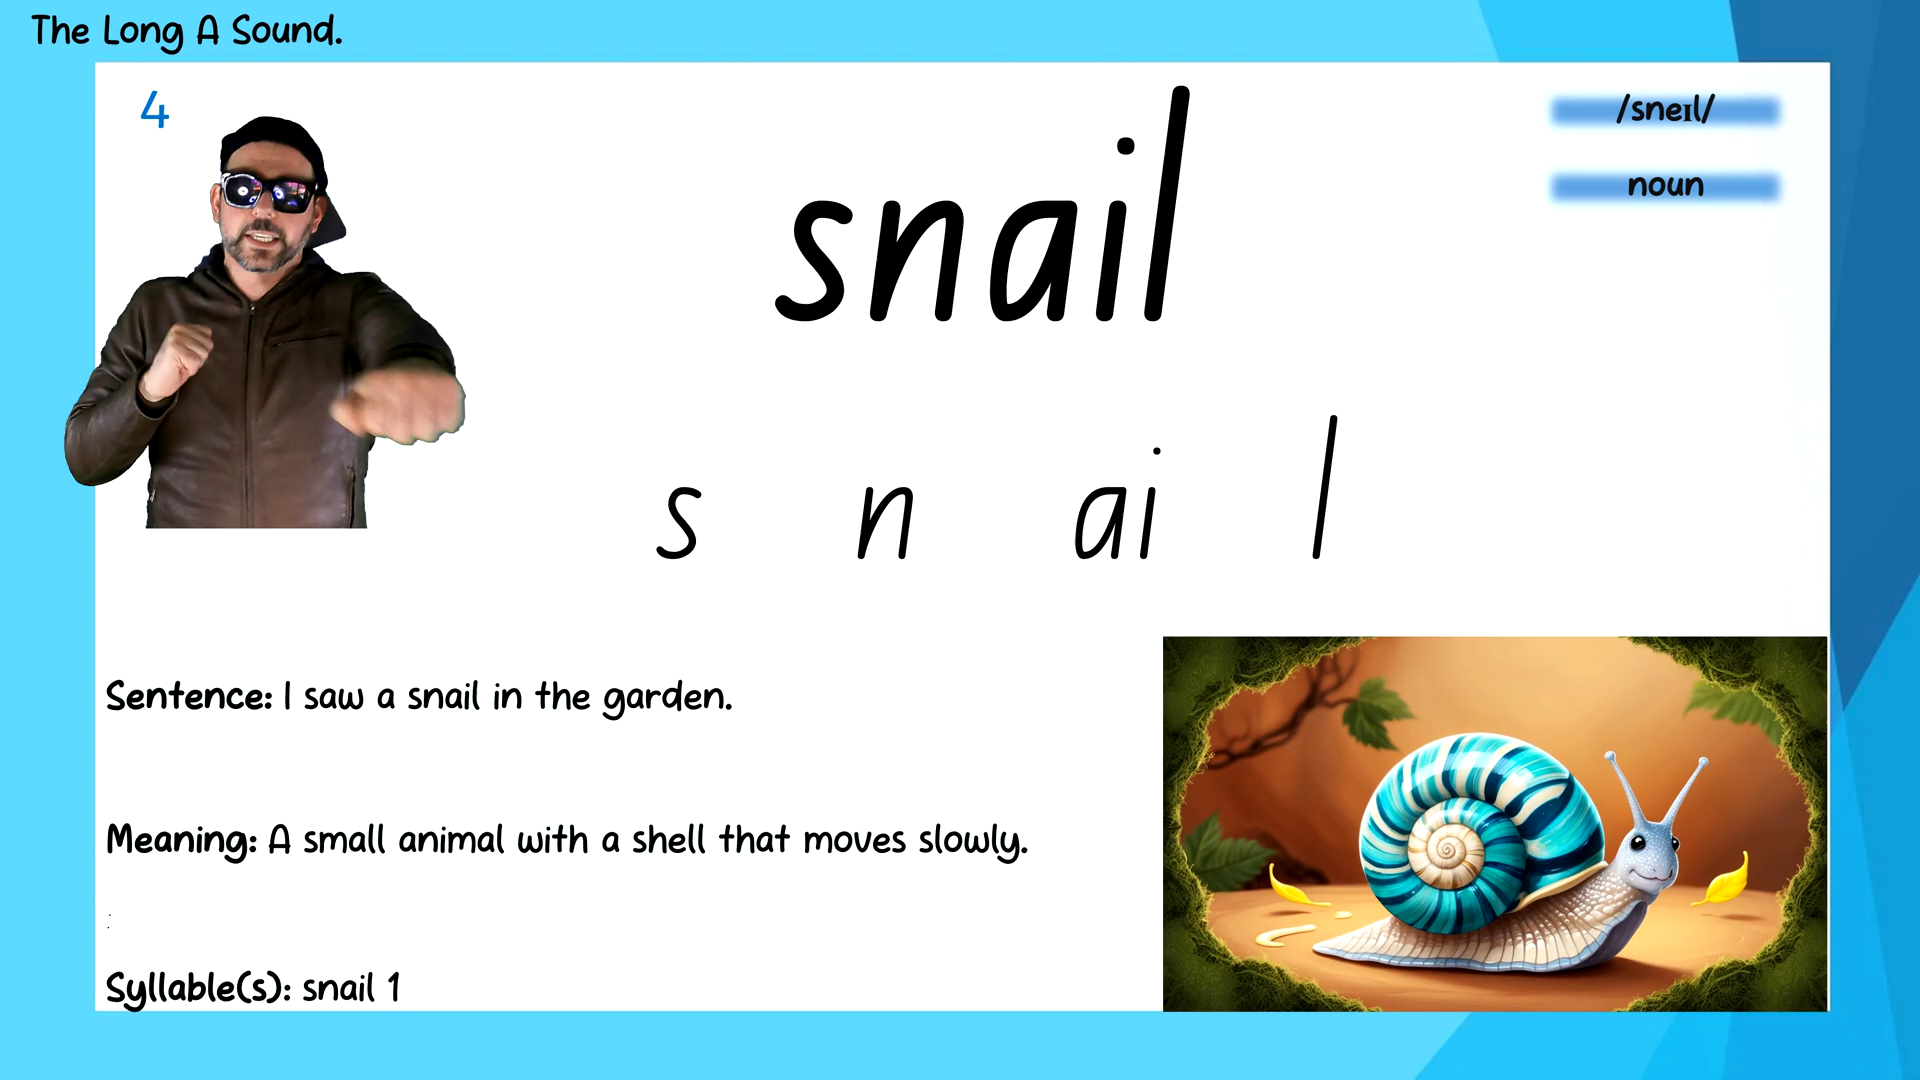 The Long A Sound.
4
snail
/sneɪl/
noun
s n ai l
Sentence: I saw a snail in the garden.
Meaning: A small animal with a shell that moves slowly.
:
Syllable(s): snail 1